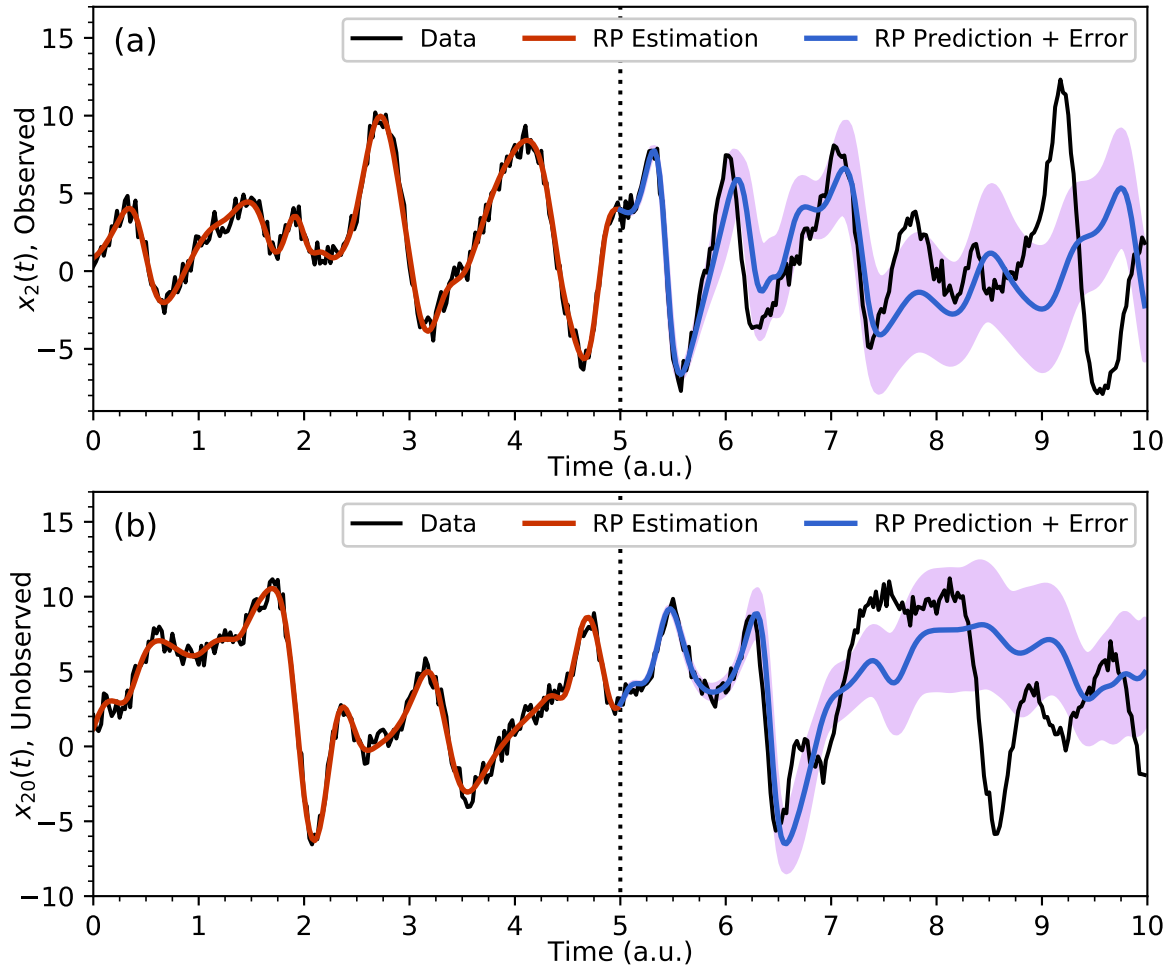 (a)
Data
RP Estimation
RP Prediction + Error
15
10
5
0
−5
x₂(t), Observed
0 1 2 3 4 5 6 7 8 9 10
Time (a.u.)
(b)
Data
RP Estimation
RP Prediction + Error
15
10
5
0
−5
−10
x₂₀(t), Unobserved
0 1 2 3 4 5 6 7 8 9 10
Time (a.u.)